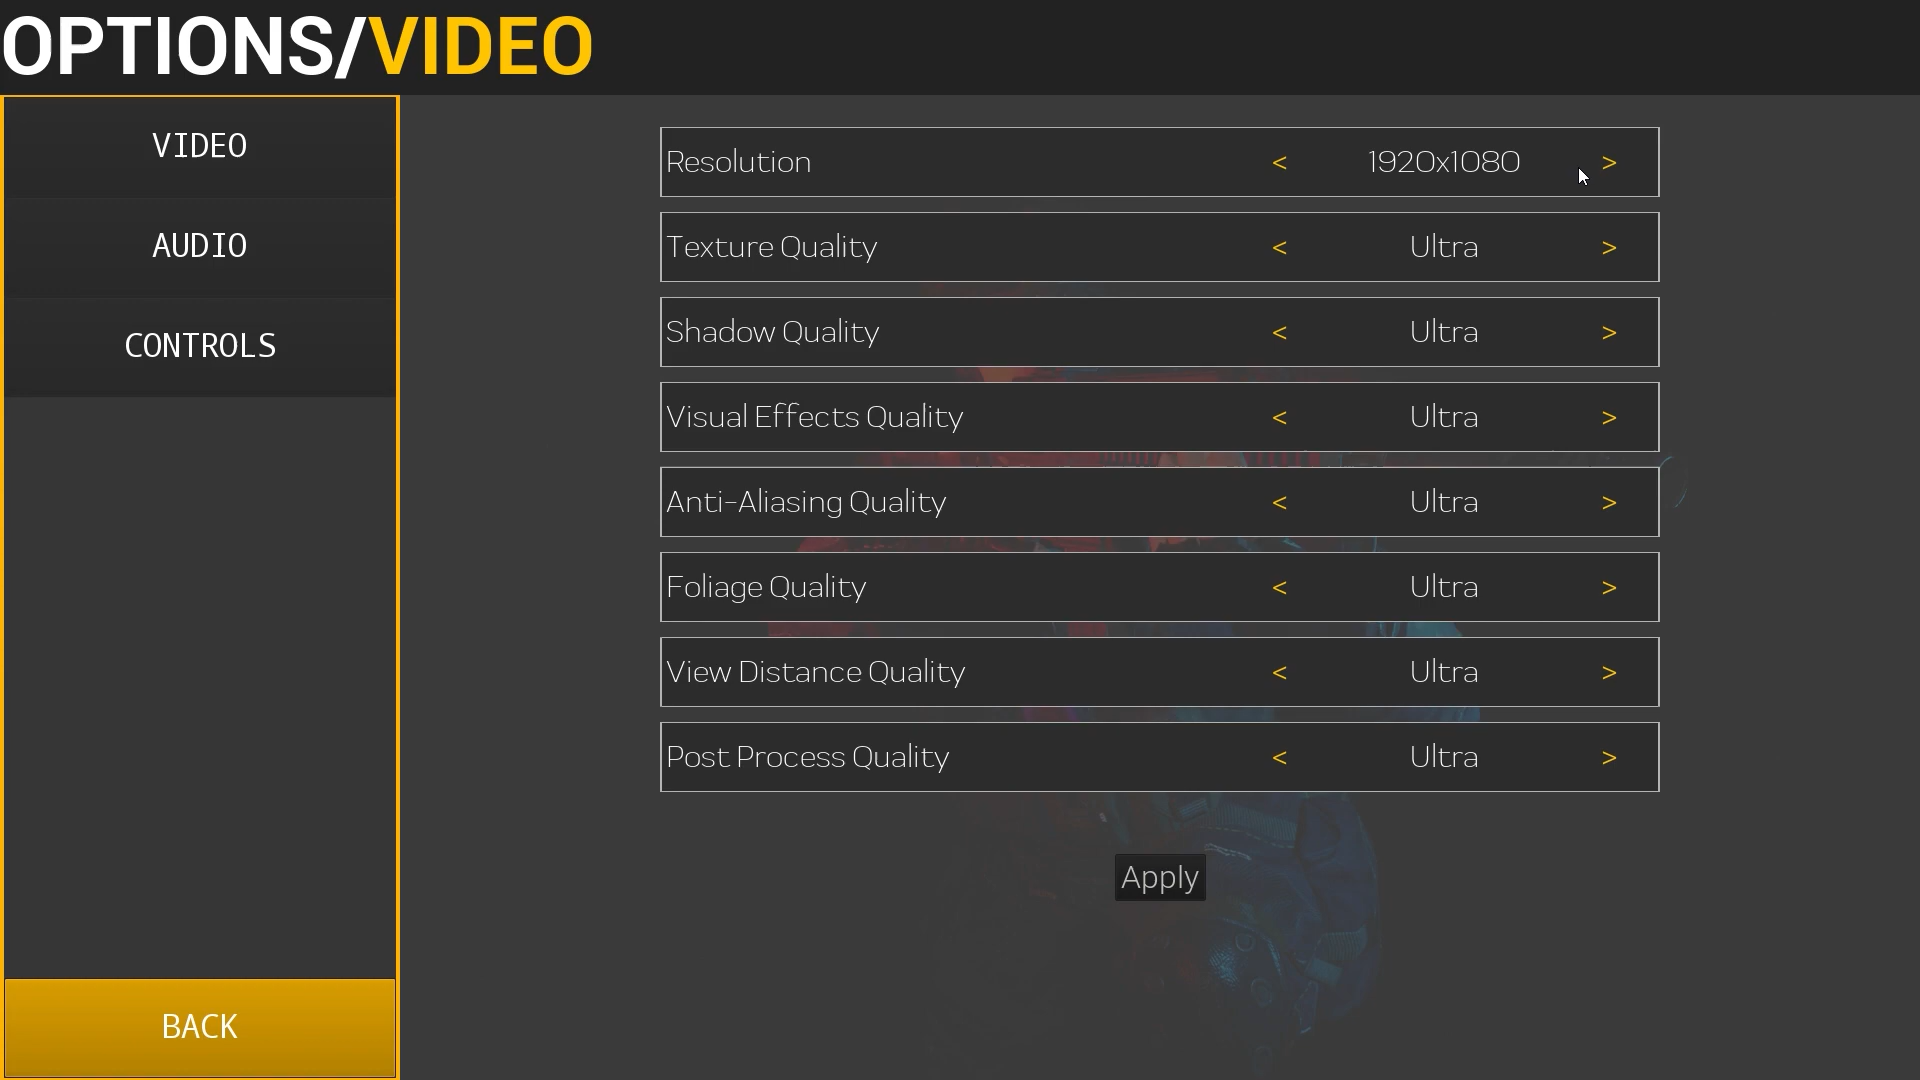 OPTIONS/VIDEO
VIDEO
AUDIO
CONTROLS
BACK
Resolution < 1920x1080 >
Texture Quality < Ultra >
Shadow Quality < Ultra >
Visual Effects Quality < Ultra >
Anti-Aliasing Quality < Ultra >
Foliage Quality < Ultra >
View Distance Quality < Ultra >
Post Process Quality < Ultra >
Apply